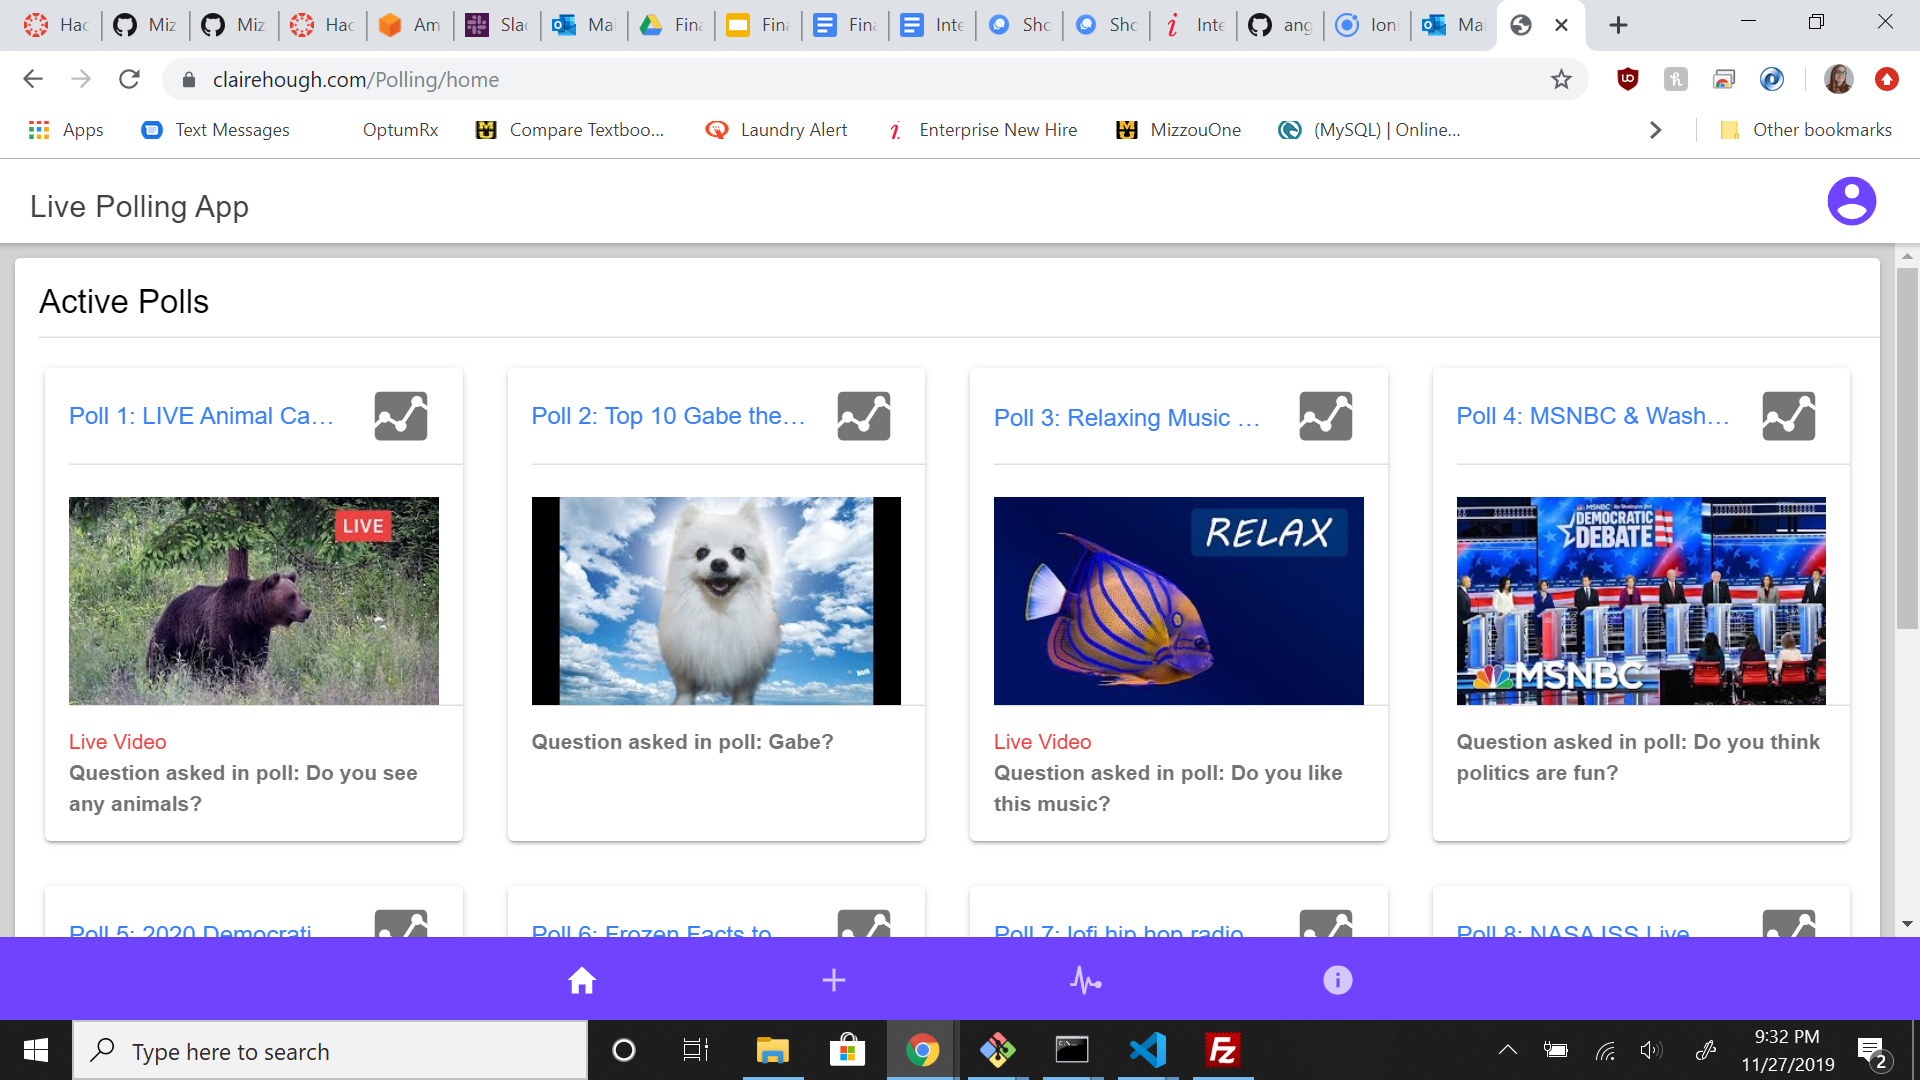 Hac
Miz
Miz
Hac
Am
Slac
Mai
Fina
Fina
Fina
Inte
Sho
Sho
Inte
ang
Ioni
Mai
clairehough.com/Polling/home
Apps
Text Messages
OptumRx
Compare Textboo...
Laundry Alert
Enterprise New Hire
MizzouOne
(MySQL) | Online...
Other bookmarks
Live Polling App
Active Polls
Poll 1: LIVE Animal Ca...
LIVE
Live Video
Question asked in poll: Do you see
any animals?
Poll 2: Top 10 Gabe the...
Question asked in poll: Gabe?
Poll 3: Relaxing Music ...
RELAX
Live Video
Question asked in poll: Do you like
this music?
Poll 4: MSNBC & Wash...
MSNBC
DEMOCRATIC
DEBATE
MSNBC
Question asked in poll: Do you think
politics are fun?
Poll 5: 2020 Democrati
Poll 6: Frozen Facts to
Poll 7: lofi hip hop radio
Poll 8: NASA ISS Live
Type here to search
9:32 PM
11/27/2019
2